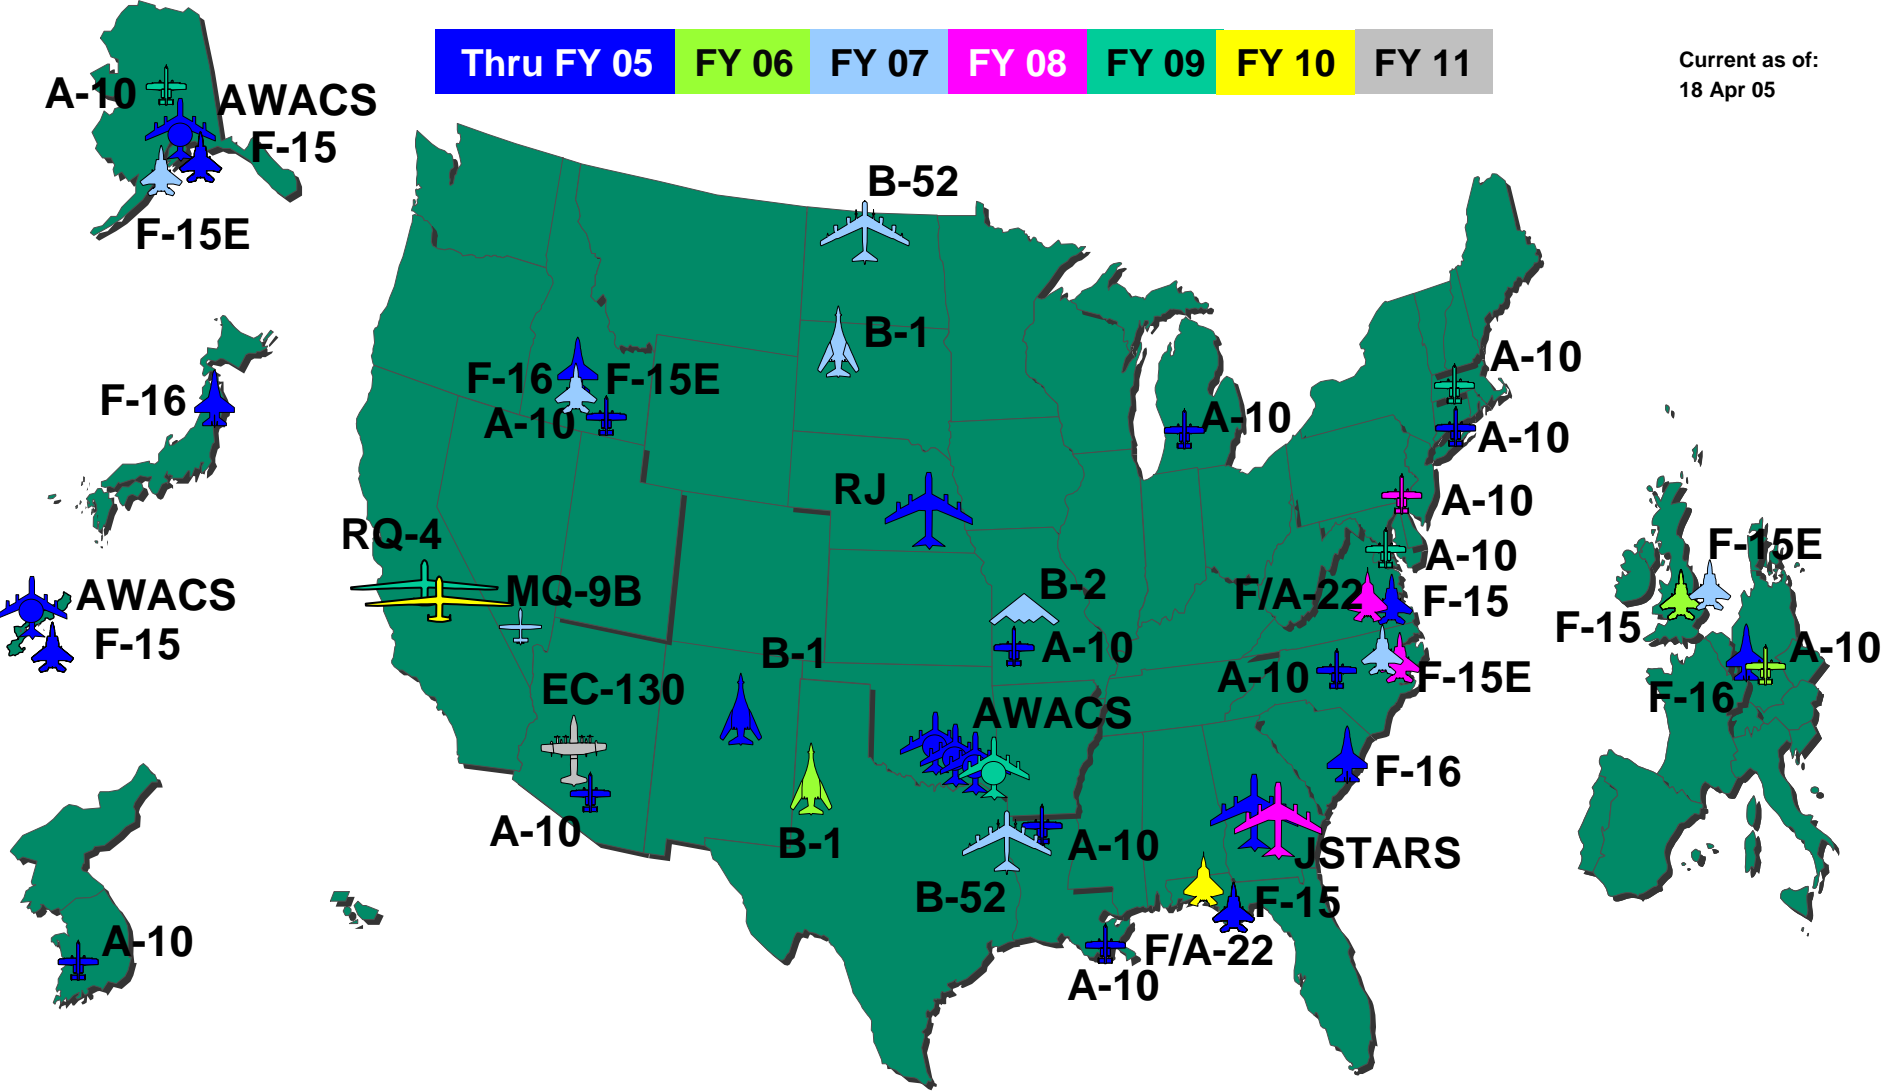 Thru FY 05 FY 06 FY 07 FY 08 FY 09 FY 10 FY 11
Current as of:
18 Apr 05
A-10
AWACS
F-15
F-15E
F-16
AWACS
F-15
A-10
B-52
B-1
F-16
F-15E
A-10
RJ
RQ-4
MQ-9B
B-2
A-10
B-1
EC-130
A-10
B-1
AWACS
A-10
B-52
A-10
A-10
A-10
A-10
A-10
A-10
F/A-22
F-15
A-10
F-15E
F-16
JSTARS
F-15
F/A-22
F-15E
F-15
A-10
F-16